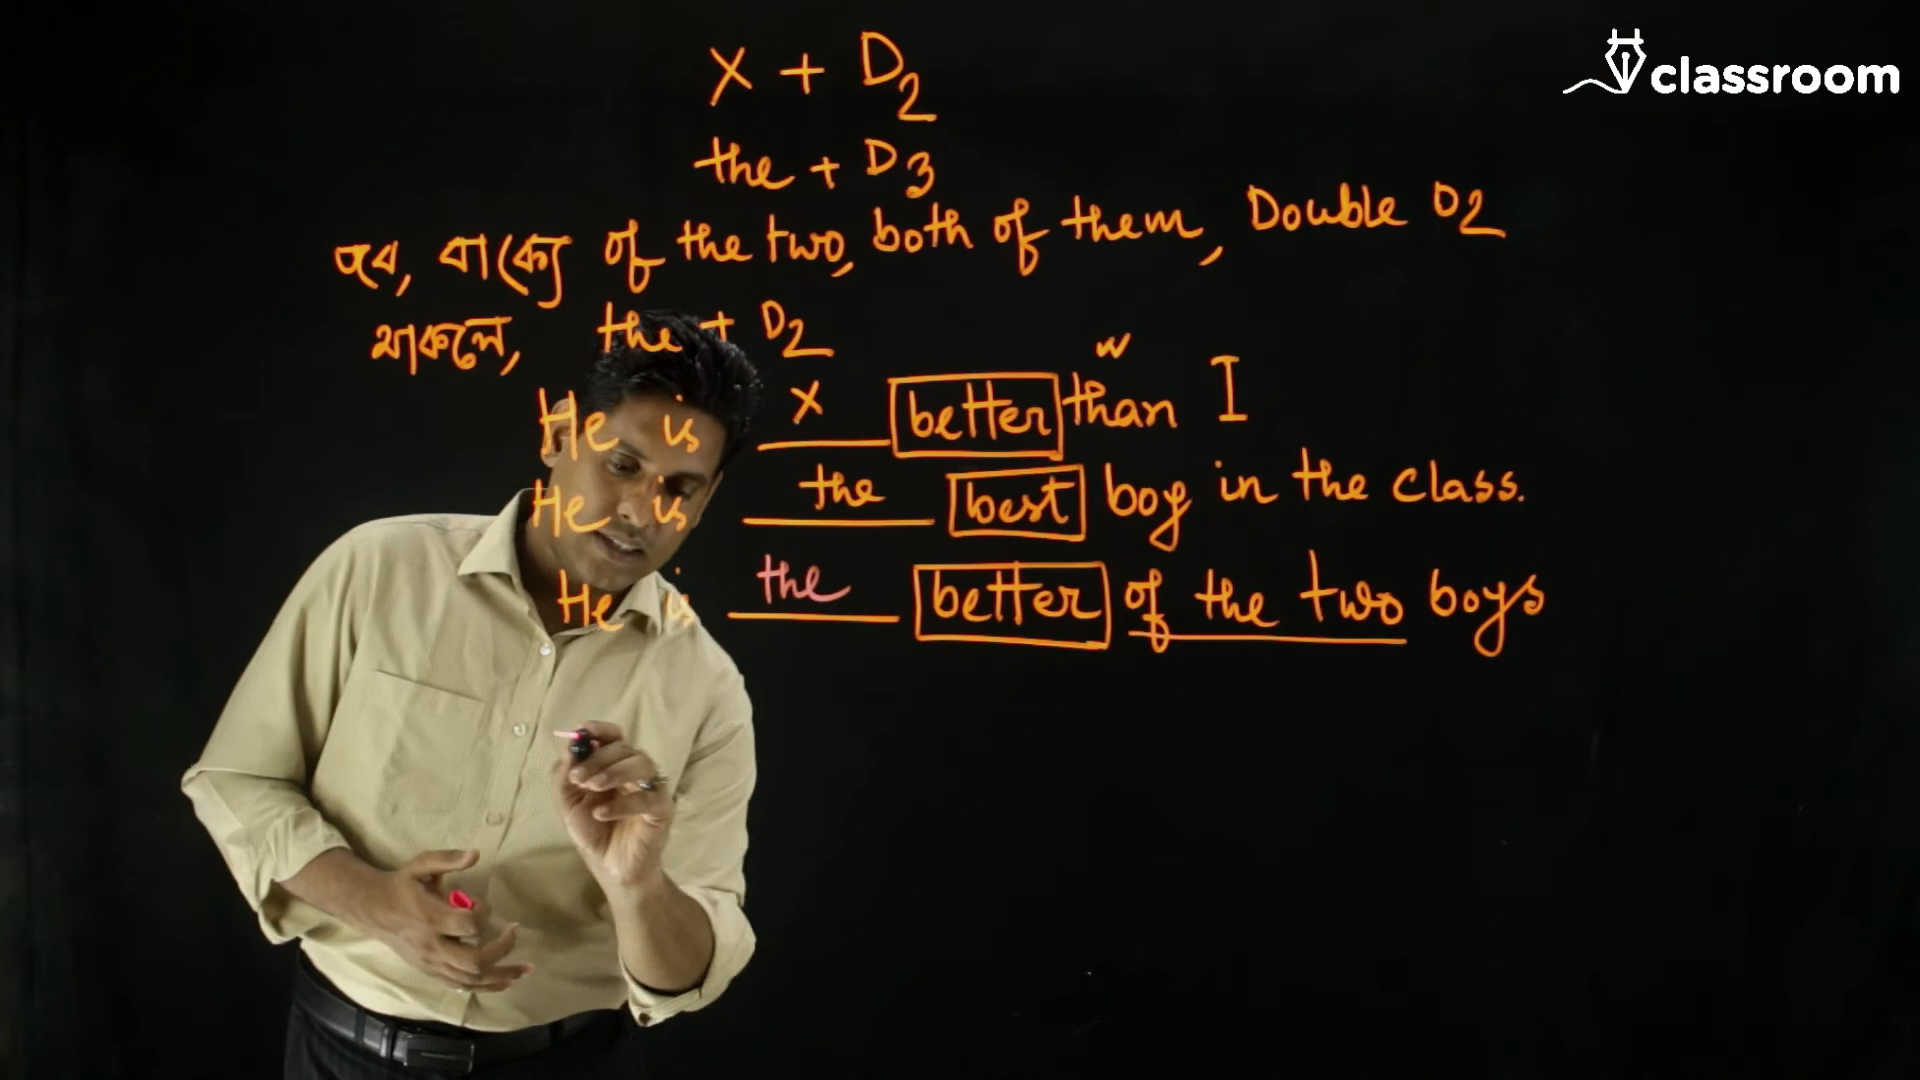 classroom
X + D2
the + D3
তবে, বাক্যে of the two, both of them, Double D2
থাকলে, the + D2
w
He is X better than I
He is the best boy in the class.
He is the better of the two boys